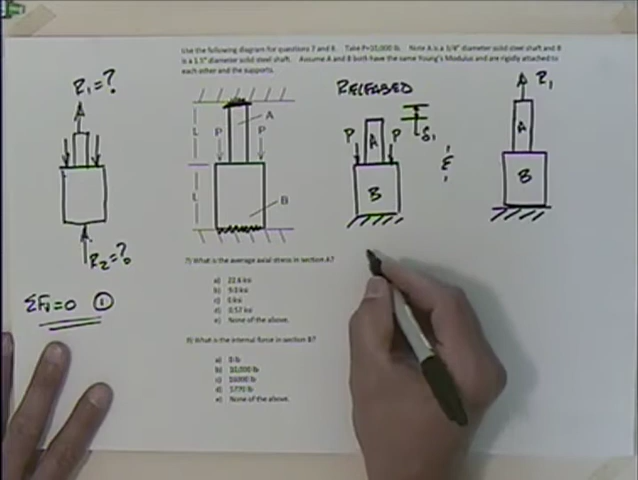 Use the following diagram for questions 7 and 8. Take P=10,000 lb. Note A is a 3/4" diameter solid steel shaft and B
is a 1.5" diameter solid steel shaft. Assume A and B both have the same Young's Modulus and are rigidly attached to
each other and the supports.
R₁=?
RELEASED
R₁
A
L
P
P
P
P
A
δ₁
A
B
B
L
B
R₂=?
ΣF =0 ①
7) What is the average axial stress in section A?
a) 22.6 ksi
b) 9.0 ksi
c) 0 ksi
d) 0.57 ksi
e) None of the above.
8) What is the internal force in section B?
a) 0 lb
b) 10,000 lb
c) 16000 lb
d) 5770 lb
e) None of the above.